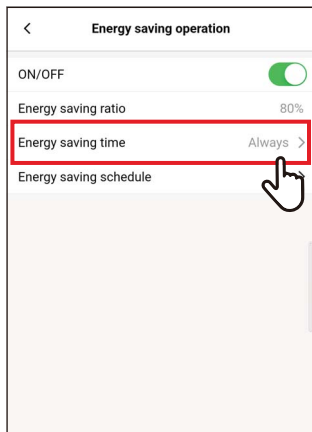 Energy saving operation
ON/OFF
Energy saving ratio 80%
Energy saving time Always
Energy saving schedule